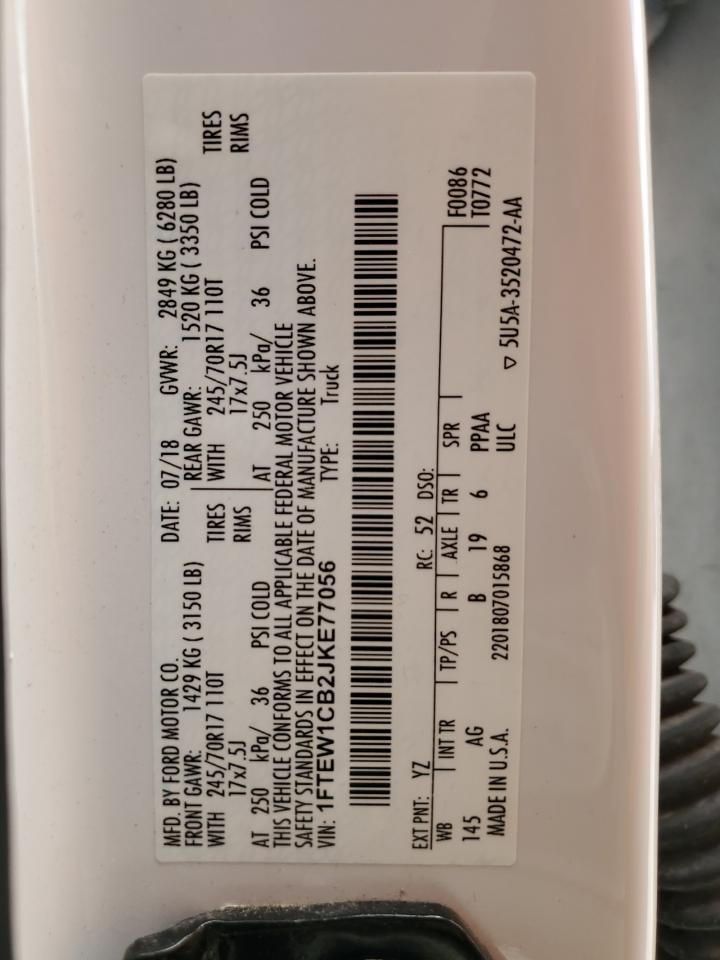 MFD. BY FORD MOTOR CO. DATE: 07/18 GVWR: 2849 KG ( 6280 LB)
FRONT GAWR: 1429 KG ( 3150 LB) REAR GAWR: 1520 KG ( 3350 LB)
WITH 245/70R17 110T TIRES WITH 245/70R17 110T TIRES
17x7.5J RIMS 17x7.5J RIMS
AT 250 kPa/ 36 PSI COLD AT 250 kPa/ 36 PSI COLD
THIS VEHICLE CONFORMS TO ALL APPLICABLE FEDERAL MOTOR VEHICLE
SAFETY STANDARDS IN EFFECT ON THE DATE OF MANUFACTURE SHOWN ABOVE.
VIN: 1FTEW1CB2JKE77056 TYPE: Truck
EXT PNT: YZ RC: 52 DSO:
WB INT TR TP/PS R AXLE TR SPR F0086
145 AG B 19 6 PPAA T0772
MADE IN U.S.A. 2201807015868 ULC ▽ 5U5A-3520472-AA